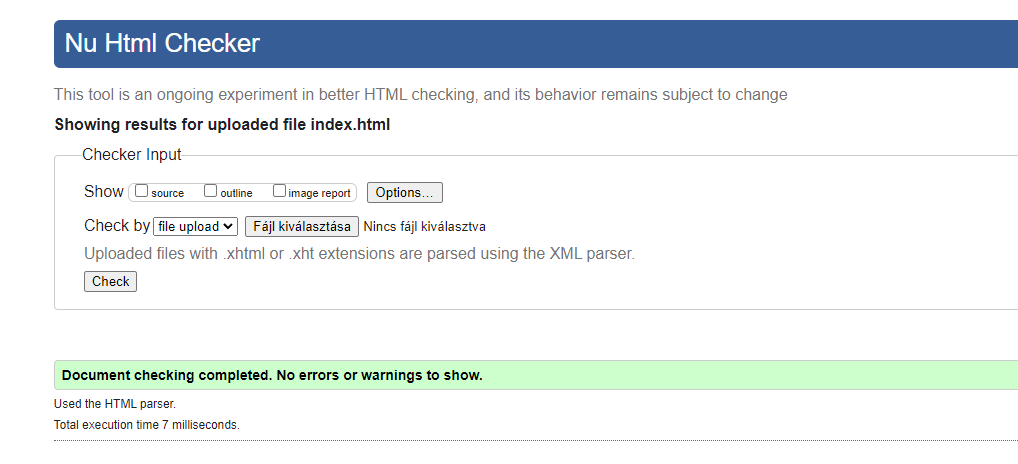 Nu Html Checker
This tool is an ongoing experiment in better HTML checking, and its behavior remains subject to change
Showing results for uploaded file index.html
Checker Input
Show source outline image report Options...
Check by file upload Fájl kiválasztása Nincs fájl kiválasztva
Uploaded files with .xhtml or .xht extensions are parsed using the XML parser.
Check
Document checking completed. No errors or warnings to show.
Used the HTML parser.
Total execution time 7 milliseconds.